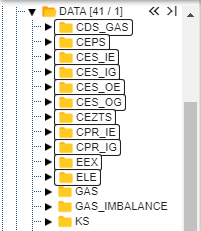 DATA [41 / 1]
CDS_GAS
CEPS
CES_IE
CES_IG
CES_OE
CES_OG
CEZTS
CPR_IE
CPR_IG
EEX
ELE
GAS
GAS_IMBALANCE
KS